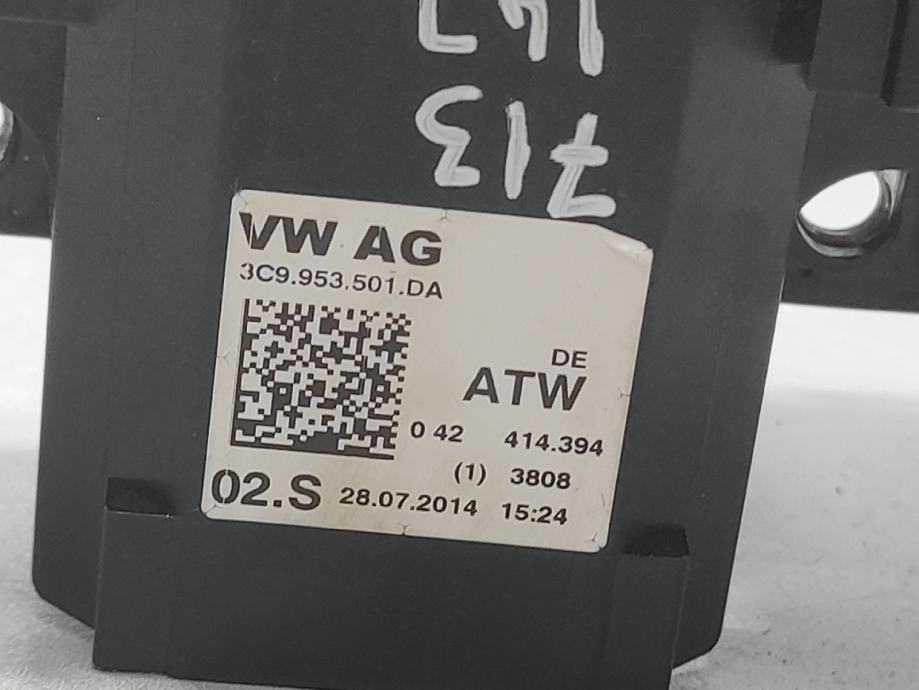 713
VW AG
3C9.953.501.DA
DE
ATW
0 42 414.394
(1) 3808
02.S 28.07.2014 15:24